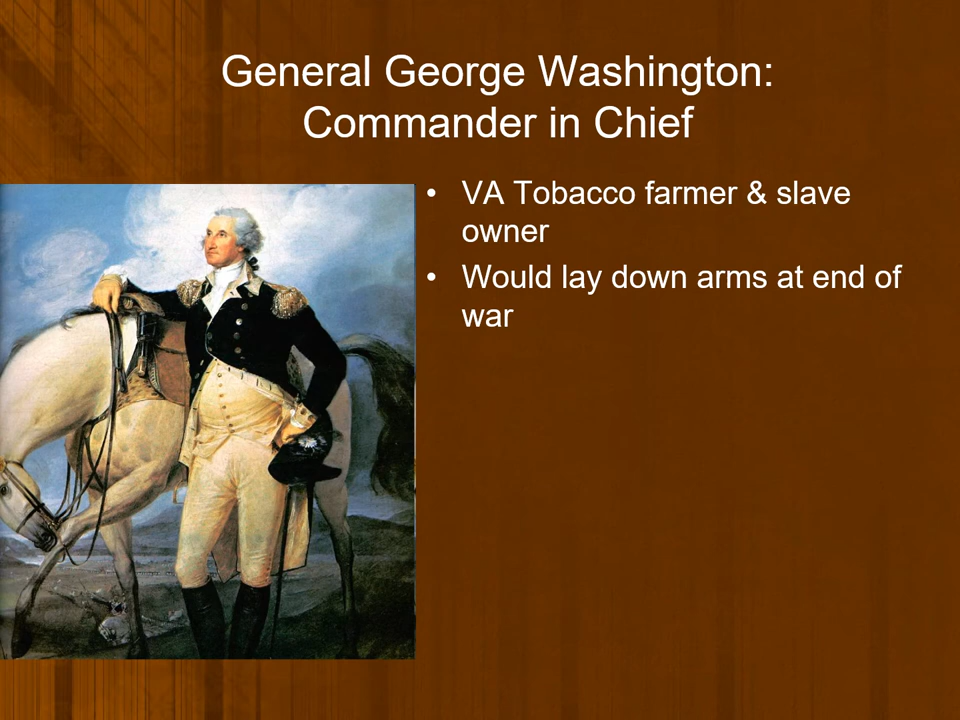 General George Washington:
Commander in Chief
• VA Tobacco farmer & slave
owner
• Would lay down arms at end of
war